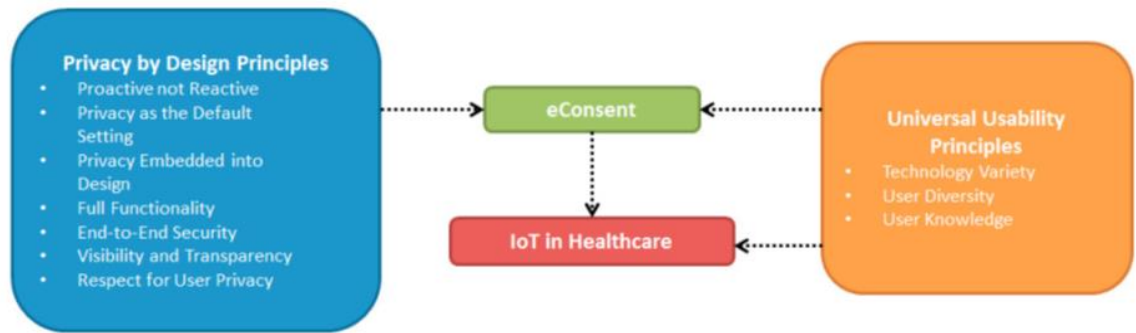 Privacy by Design Principles
• Proactive not Reactive
• Privacy as the Default
Setting
• Privacy Embedded into
Design
• Full Functionality
• End-to-End Security
• Visibility and Transparency
• Respect for User Privacy
eConsent
IoT in Healthcare
Universal Usability
Principles
• Technology Variety
• User Diversity
• User Knowledge